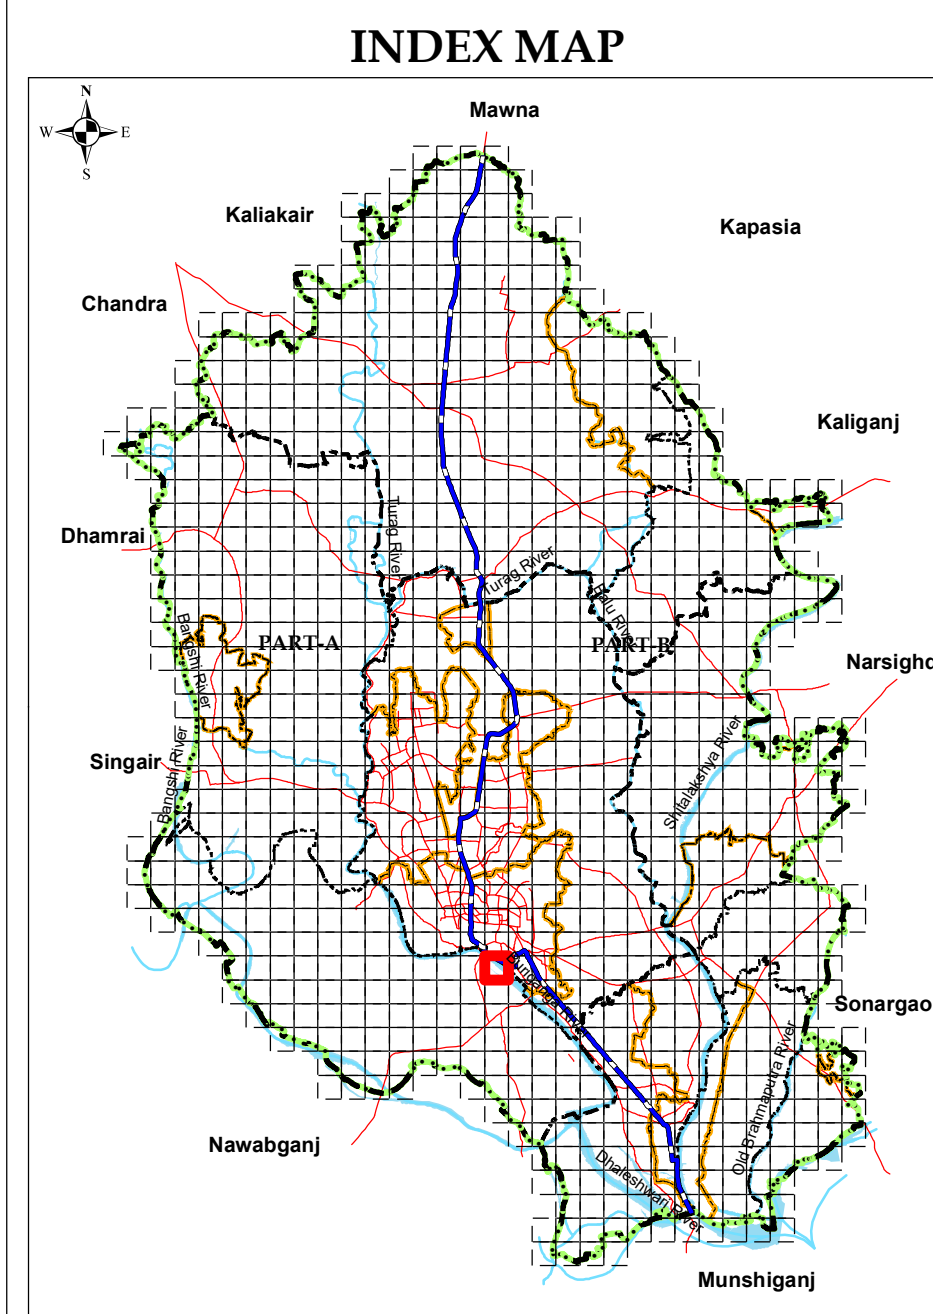 INDEX MAP
N
W E
S
Mawna
Kaliakair
Kapasia
Chandra
Kaliganj
Dhamrai
Turag River
Turag River
Balu River
Bangshi River
PART-A
PART-B
Narsighd
Singair
Bangshi River
Shitalakshya River
Buriganga River
Sonargao
Old Brahmaputra River
Nawabganj
Dhaleshwari River
Munshiganj